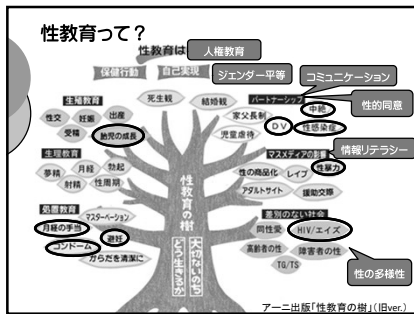 性教育って？
性教育は
人権教育
保健行動
自己実現
ジェンダー平等
コミュニケーション
生殖教育
死生観
結婚観
パートナーシップ
中絶
性的同意
性交
妊娠
出産
家父長制
受精
胎児の成長
児童虐待
DV
性感染症
生理教育
マスメディアの影響
情報リテラシー
夢精
月経
勃起
射精
性周期
性の商品化
レイプ
性暴力
アダルトサイト
援助交際
処置教育
マスターベーション
差別のない社会
月経の手当
避妊
同性愛
HIV/エイズ
コンドーム
からだを清潔に
高齢者の性
障害者の性
TG/TS
性の多様性
性教育の樹
大切ないのち
どう生きるか
アーニ出版「性教育の樹」（旧ver.）